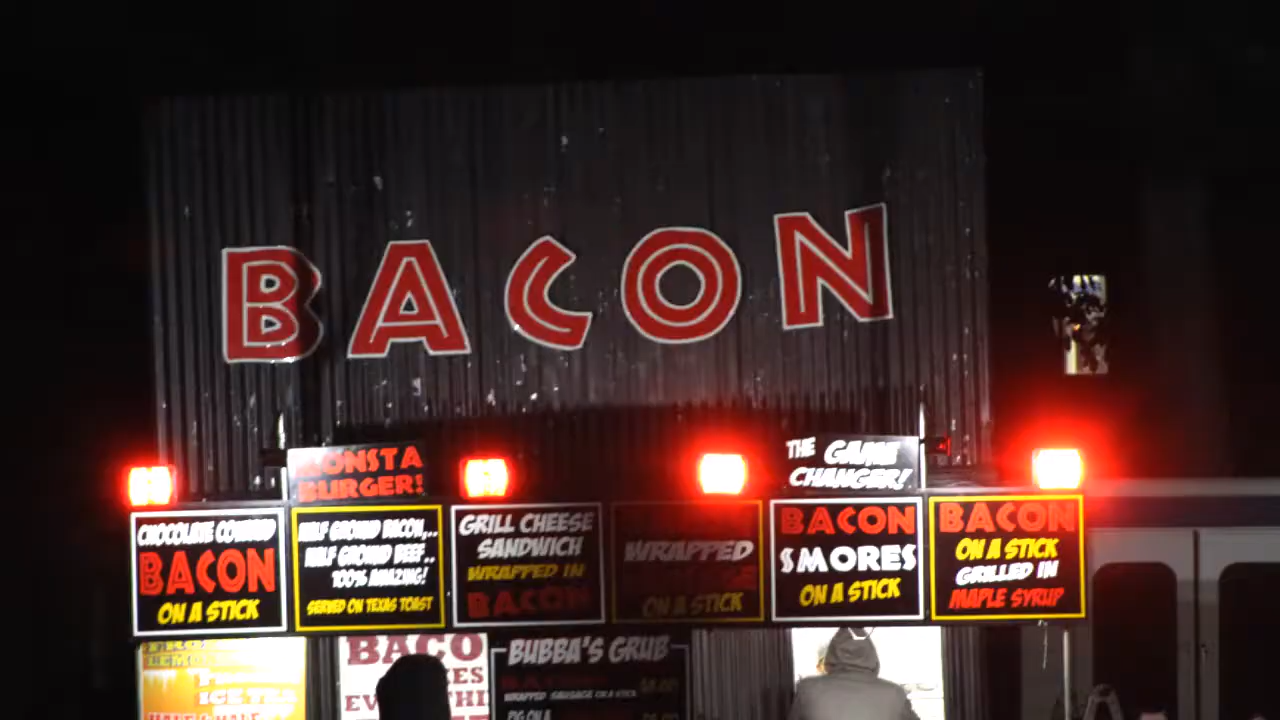 BACON
MONSTA
BURGER!
THE GAME
CHANGER!
CHOCOLATE COVERED
BACON
ON A STICK
HALF GROUND BACON,..
HALF GROUND BEEF..
100% AMAZING!
SERVED ON TEXAS TOAST
GRILL CHEESE
SANDWICH
WRAPPED IN
BACON
WRAPPED
ON A STICK
BACON
SMORES
ON A STICK
BACON
ON A STICK
GRILLED IN
MAPLE SYRUP
ICE TEA
BACO
BUBBA'S GRUB
WRAPPED SAUSAGE ON A STICK